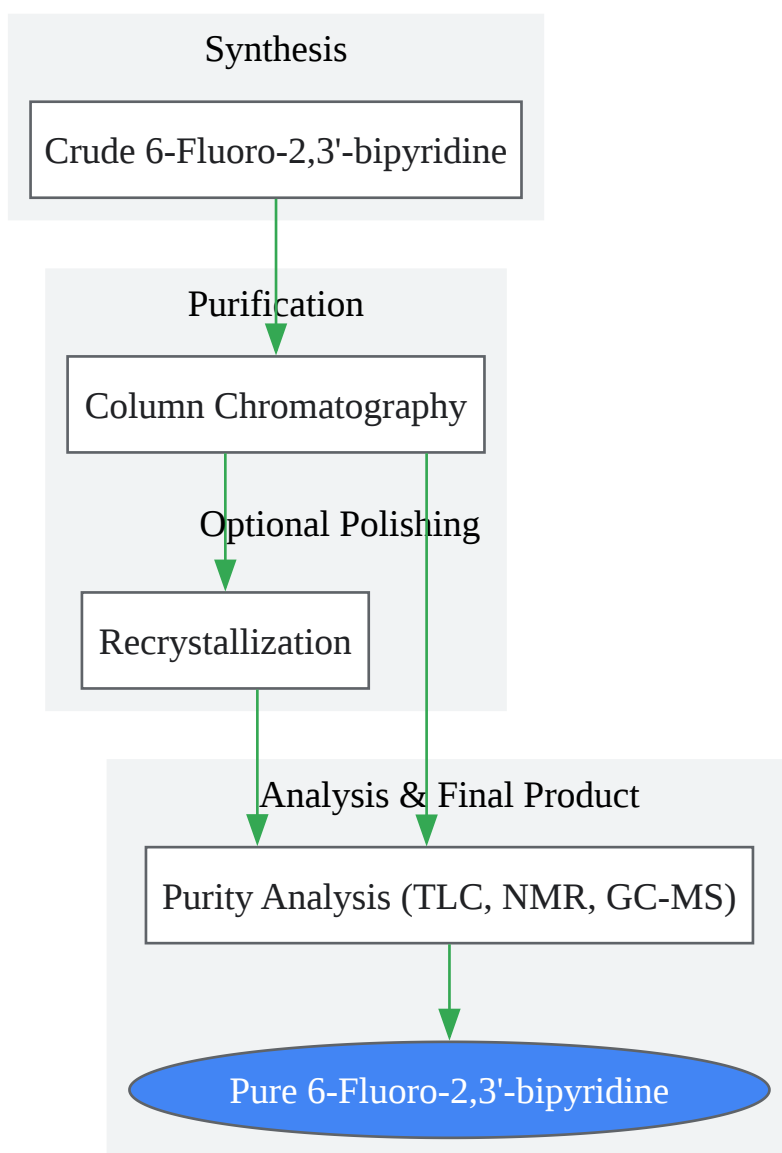 Synthesis
Crude 6-Fluoro-2,3'-bipyridine
Purification
Column Chromatography
Optional Polishing
Recrystallization
Analysis & Final Product
Purity Analysis (TLC, NMR, GC-MS)
Pure 6-Fluoro-2,3'-bipyridine